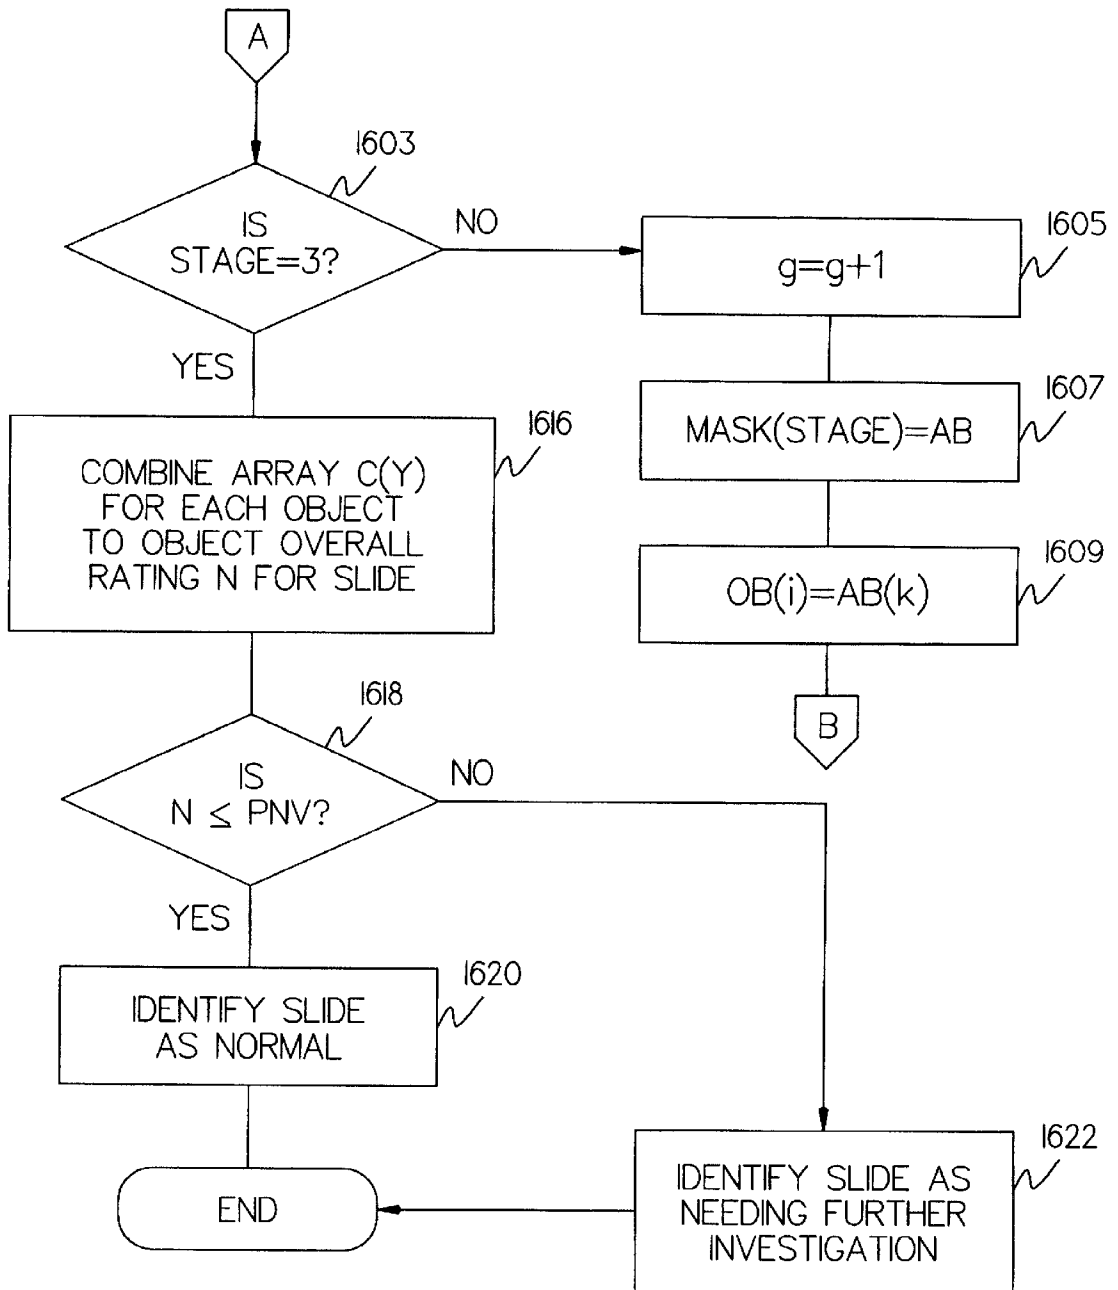 A
1603
IS
STAGE=3?
NO
YES
1605
g=g+1
1607
MASK(STAGE)=AB
1609
OB(i)=AB(k)
B
1616
COMBINE ARRAY C(Y)
FOR EACH OBJECT
TO OBJECT OVERALL
RATING N FOR SLIDE
1618
IS
N ≤ PNV?
NO
YES
1620
IDENTIFY SLIDE
AS NORMAL
1622
IDENTIFY SLIDE AS
NEEDING FURTHER
INVESTIGATION
END